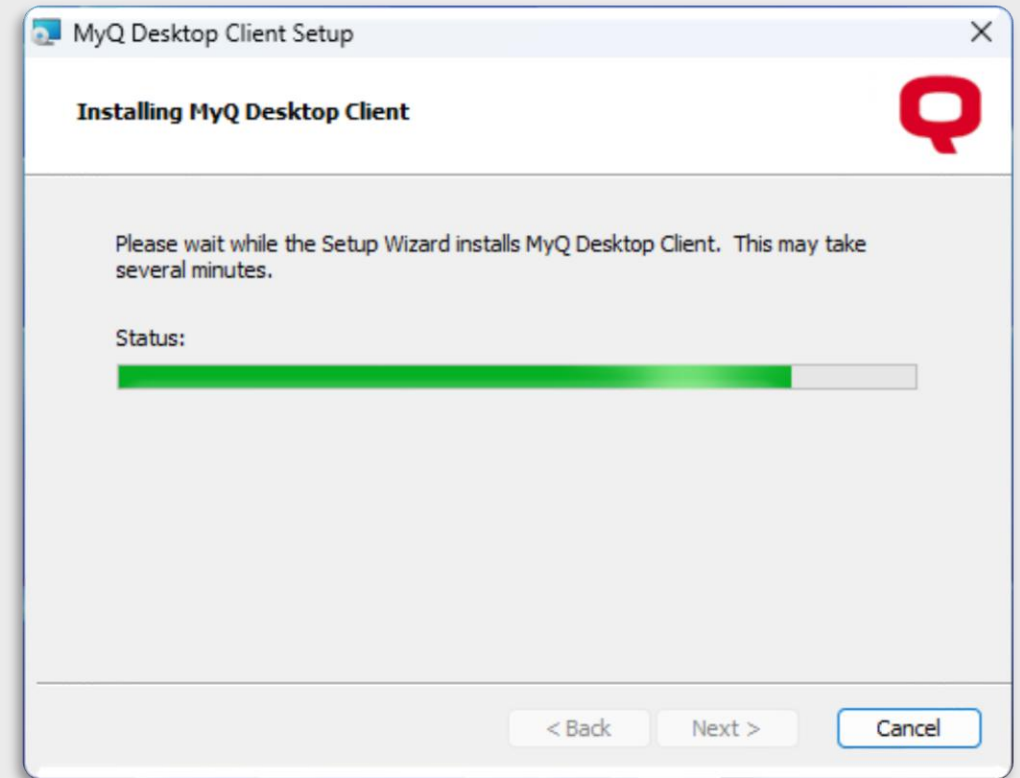 MyQ Desktop Client Setup
Installing MyQ Desktop Client
Please wait while the Setup Wizard installs MyQ Desktop Client. This may take
several minutes.
Status:
< Back
Next >
Cancel